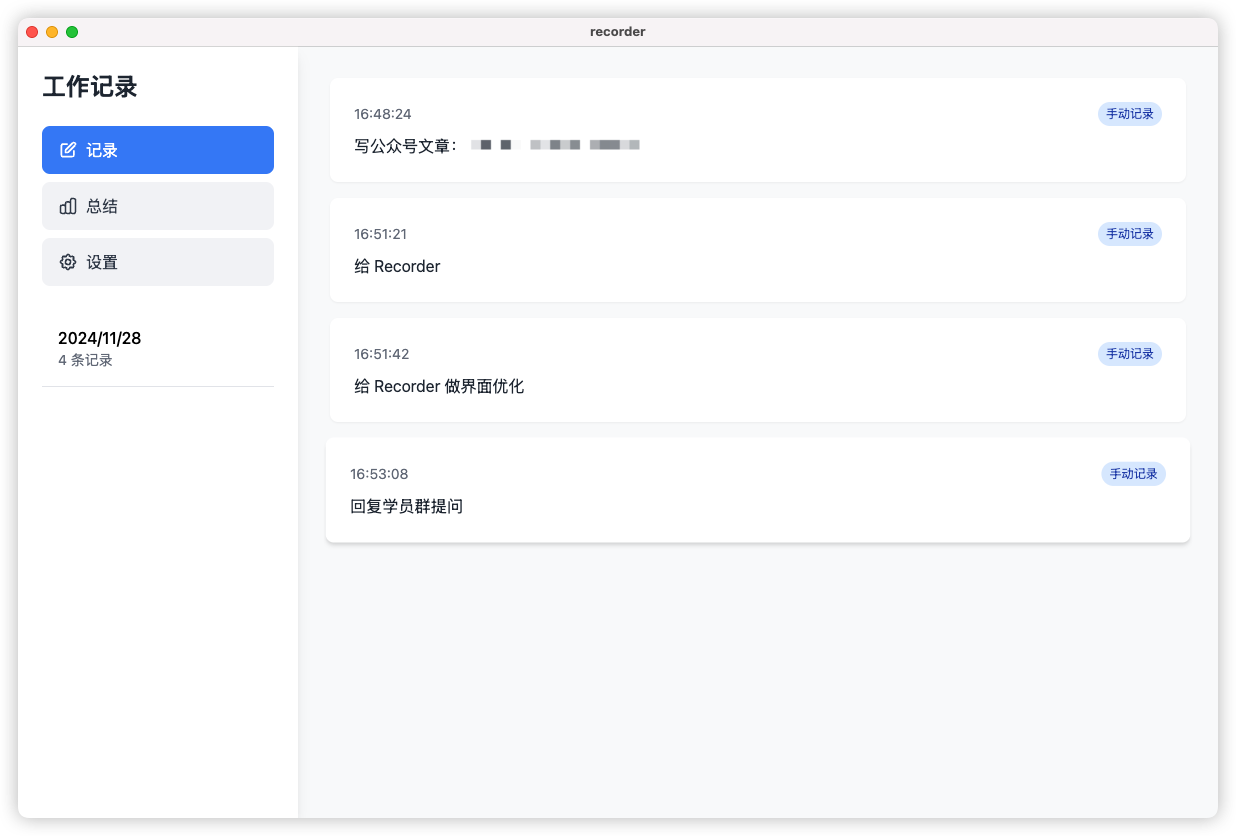 recorder
工作记录
记录
总结
设置
2024/11/28
4 条记录
16:48:24
手动记录
写公众号文章：
16:51:21
手动记录
给 Recorder
16:51:42
手动记录
给 Recorder 做界面优化
16:53:08
手动记录
回复学员群提问